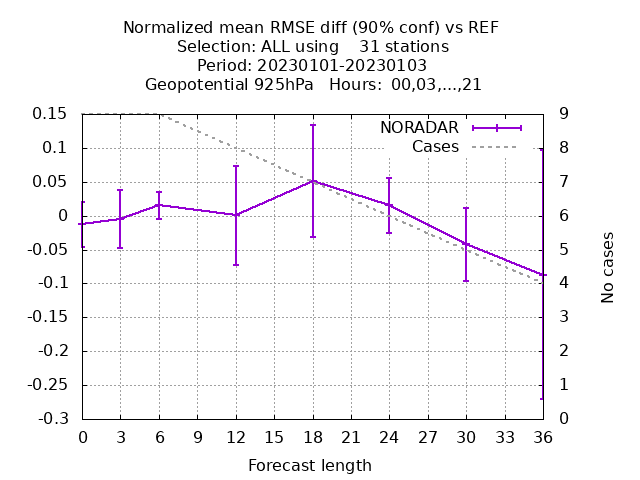 Normalized mean RMSE diff (90% conf) vs REF
Selection: ALL using    31 stations
Period: 20230101-20230103
Geopotential 925hPa   Hours:  00,03,...,21
NORADAR
Cases
0.15
0.1
0.05
0
-0.05
-0.1
-0.15
-0.2
-0.25
-0.3
9
8
7
6
5
4
3
2
1
0
No cases
0 3 6 9 12 15 18 21 24 27 30 33 36
Forecast length